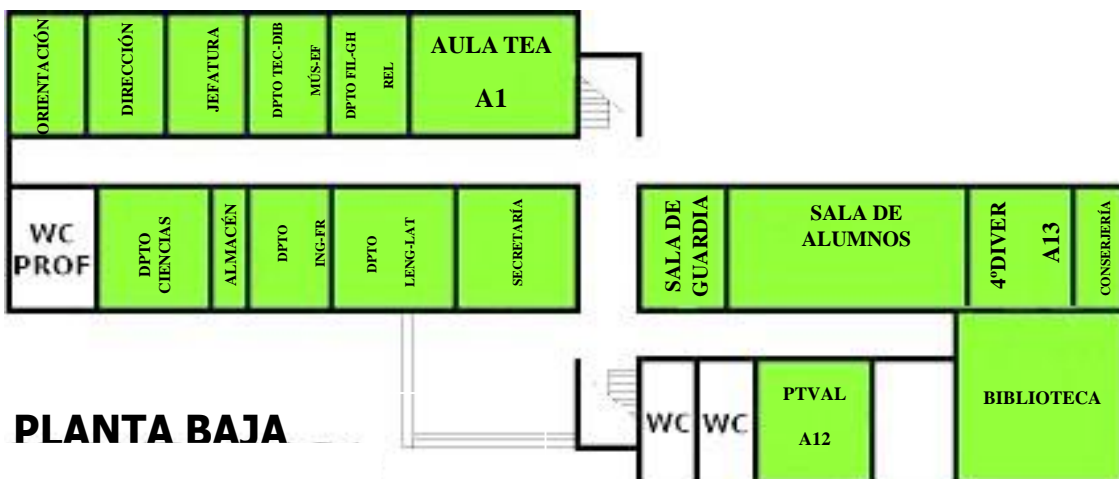 ORIENTACIÓN
DIRECCIÓN
JEFATURA
DPTO TEC-DIB
MÚS-EF
DPTO FIL-GH
REL
AULA TEA
A1
WC
PROF
DPTO
CIENCIAS
ALMACÉN
DPTO
ING-FR
DPTO
LENG-LAT
SECRETARÍA
SALA DE
GUARDIA
SALA DE
ALUMNOS
4ºDIVER
A13
CONSERJERÍA
WC
WC
PTVAL
A12
BIBLIOTECA
PLANTA BAJA